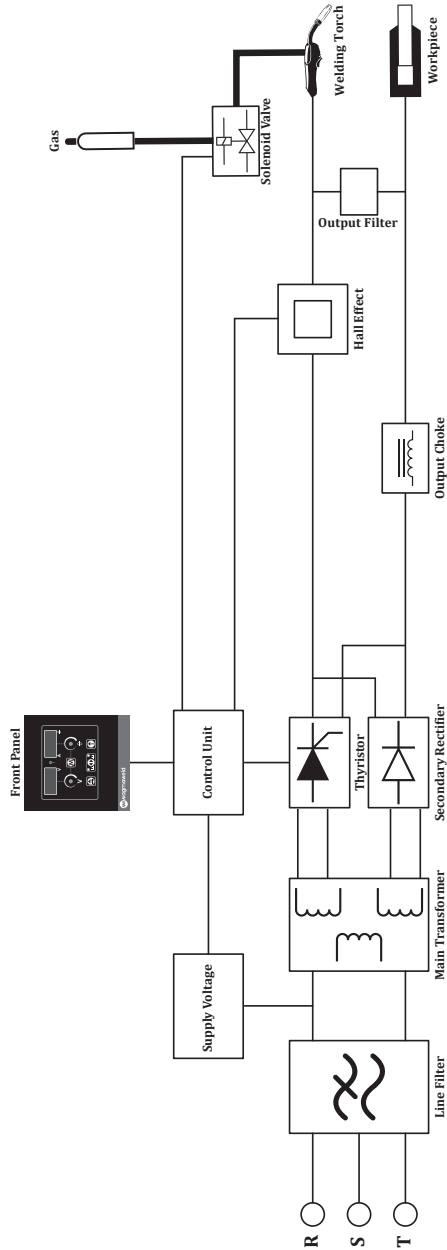 Gas
Solenoid Valve
Welding Torch
Workpiece
Output Filter
Hall Effect
Output Choke
Front Panel
magmaweld
Control Unit
Thyristor
Secondary Rectifier
Supply Voltage
Main Transformer
Line Filter
R
S
T